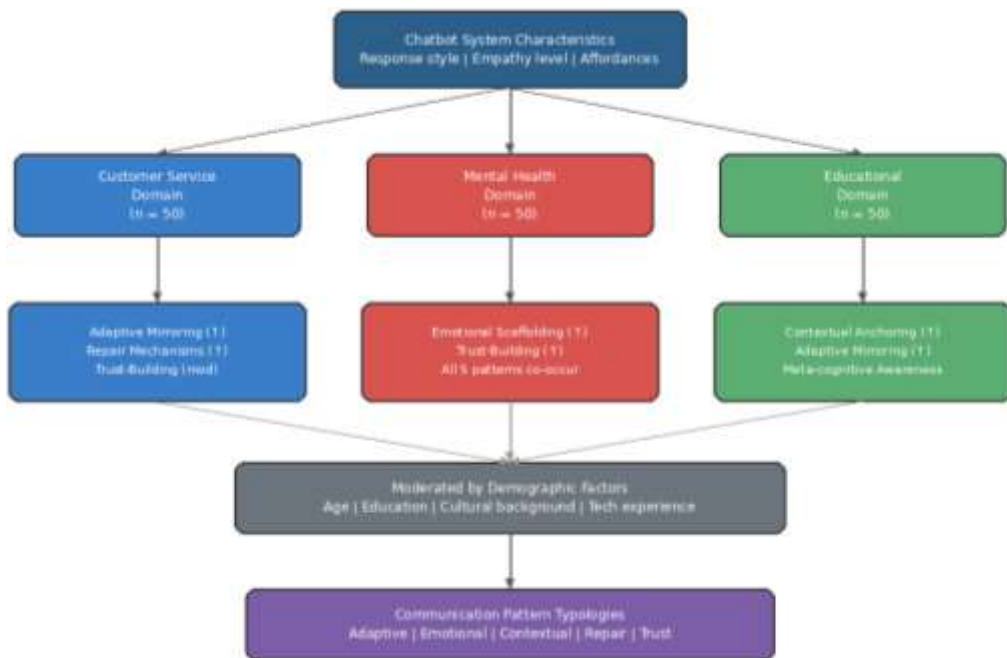 Chatbot System Characteristics
Response style | Empathy level | Affordances
Customer Service
Domain
(n = 50)
Mental Health
Domain
(n = 50)
Educational
Domain
(n = 50)
Adaptive Mirroring (↑)
Repair Mechanisms (↑)
Trust-Building (mod)
Emotional Scaffolding (↑)
Trust-Building (↑)
All 5 patterns co-occur
Contextual Anchoring (↑)
Adaptive Mirroring (↑)
Meta-cognitive Awareness
Moderated by Demographic Factors
Age | Education | Cultural background | Tech experience
Communication Pattern Typologies
Adaptive | Emotional | Contextual | Repair | Trust